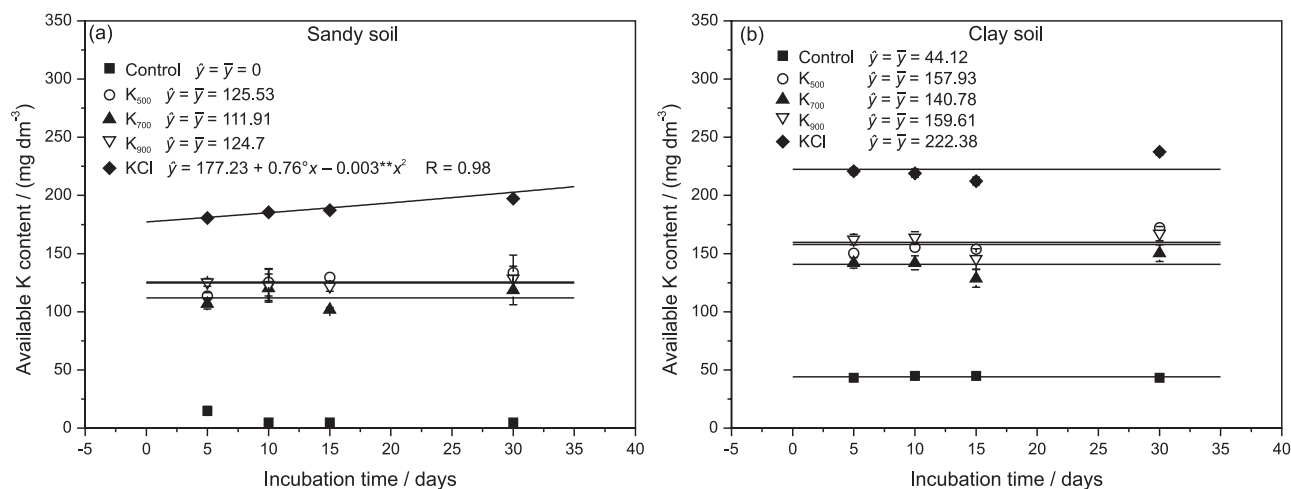 (a) Sandy soil
Control ŷ = ȳ = 0
K₅₀₀ ŷ = ȳ = 125.53
K₇₀₀ ŷ = ȳ = 111.91
K₉₀₀ ŷ = ȳ = 124.7
KCl ŷ = 177.23 + 0.76°x – 0.003**x² R = 0.98
Available K content / (mg dm⁻³)
350
300
250
200
150
100
50
0
-5 0 5 10 15 20 25 30 35 40
Incubation time / days
(b) Clay soil
Control ŷ = ȳ = 44.12
K₅₀₀ ŷ = ȳ = 157.93
K₇₀₀ ŷ = ȳ = 140.78
K₉₀₀ ŷ = ȳ = 159.61
KCl ŷ = ȳ = 222.38
Available K content / (mg dm⁻³)
350
300
250
200
150
100
50
0
-5 0 5 10 15 20 25 30 35 40
Incubation time / days